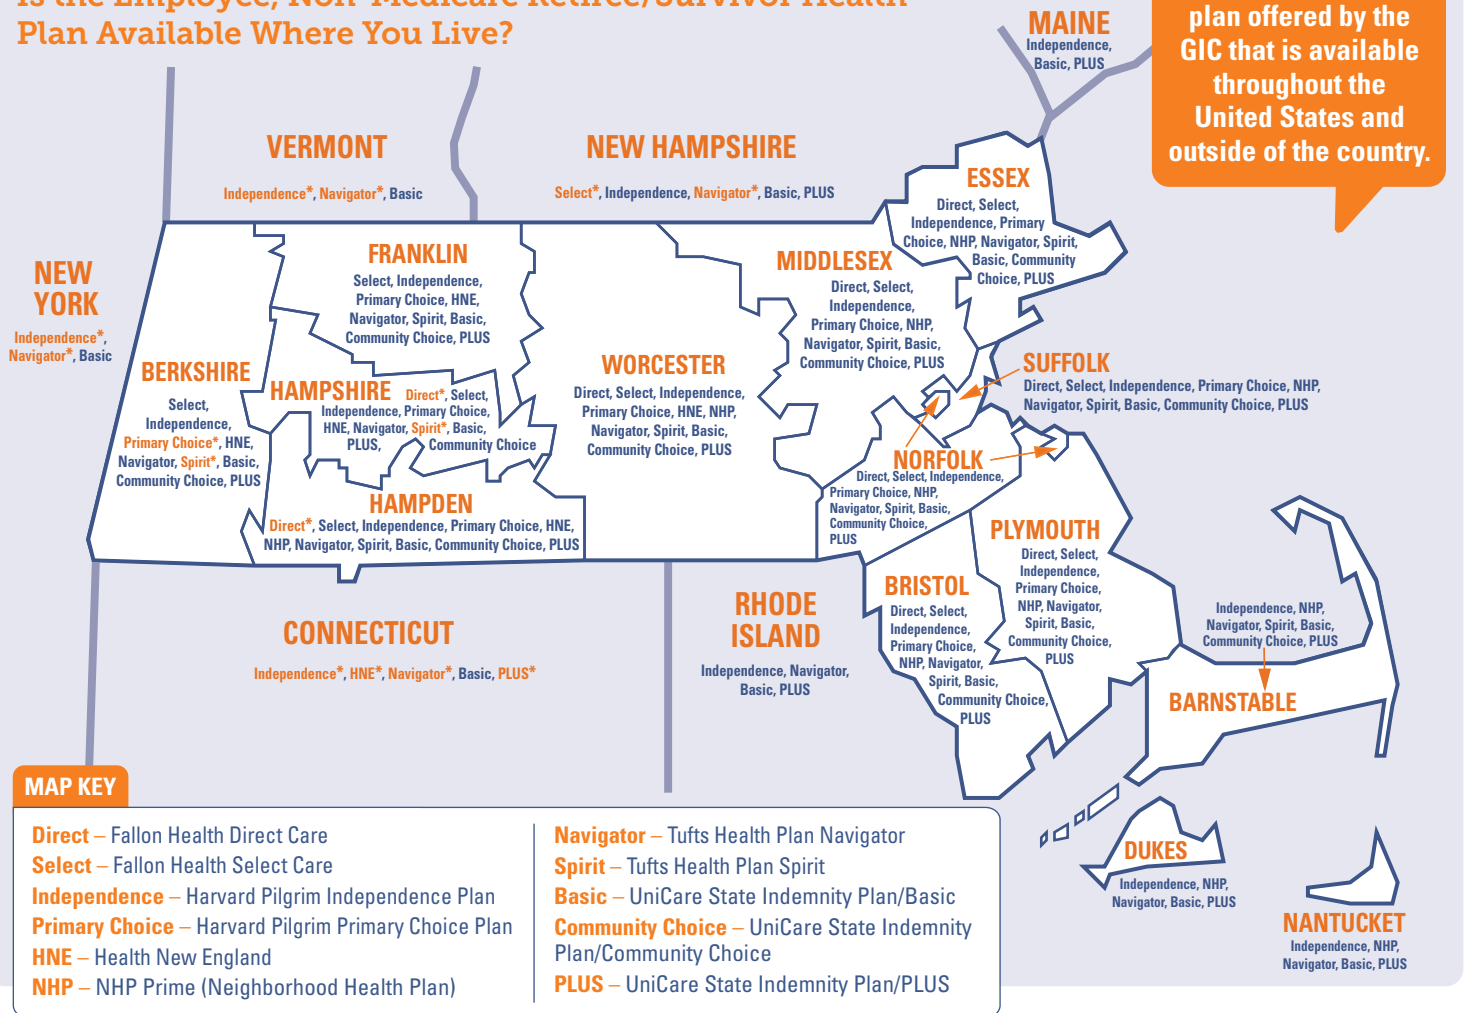 Is the Employee, Non-Medicare Retiree/Survivor Health
Plan Available Where You Live?
plan offered by the
GIC that is available
throughout the
United States and
outside of the country.
MAINE
Independence,
Basic, PLUS
VERMONT
Independence*, Navigator*, Basic
NEW HAMPSHIRE
Select*, Independence, Navigator*, Basic, PLUS
NEW
YORK
Independence*,
Navigator*, Basic
ESSEX
Direct, Select,
Independence, Primary
Choice, NHP, Navigator, Spirit,
Basic, Community
Choice, PLUS
FRANKLIN
Select, Independence,
Primary Choice, HNE,
Navigator, Spirit, Basic,
Community Choice, PLUS
MIDDLESEX
Direct, Select,
Independence,
Primary Choice, NHP,
Navigator, Spirit, Basic,
Community Choice, PLUS
BERKSHIRE
Select,
Independence,
Primary Choice*, HNE,
Navigator, Spirit*, Basic,
Community Choice, PLUS
HAMPSHIRE Direct*, Select,
Independence, Primary Choice,
HNE, Navigator, Spirit*, Basic,
PLUS, Community Choice
WORCESTER
Direct, Select, Independence,
Primary Choice, HNE, NHP,
Navigator, Spirit, Basic,
Community Choice, PLUS
SUFFOLK
Direct, Select, Independence, Primary Choice, NHP,
Navigator, Spirit, Basic, Community Choice, PLUS
NORFOLK
Direct, Select, Independence,
Primary Choice, NHP,
Navigator, Spirit, Basic,
Community Choice,
PLUS
HAMPDEN
Direct*, Select, Independence, Primary Choice, HNE,
NHP, Navigator, Spirit, Basic, Community Choice, PLUS
PLYMOUTH
Direct, Select,
Independence,
Primary Choice,
NHP, Navigator,
Spirit, Basic,
Community Choice,
PLUS
BRISTOL
Direct, Select,
Independence,
Primary Choice,
NHP, Navigator,
Spirit, Basic,
Community Choice,
PLUS
CONNECTICUT
Independence*, HNE*, Navigator*, Basic, PLUS*
RHODE
ISLAND
Independence, Navigator,
Basic, PLUS
Independence, NHP,
Navigator, Spirit, Basic,
Community Choice, PLUS
BARNSTABLE
DUKES
Independence, NHP,
Navigator, Basic, PLUS
NANTUCKET
Independence, NHP,
Navigator, Basic, PLUS
MAP KEY
Direct – Fallon Health Direct Care
Select – Fallon Health Select Care
Independence – Harvard Pilgrim Independence Plan
Primary Choice – Harvard Pilgrim Primary Choice Plan
HNE – Health New England
NHP – NHP Prime (Neighborhood Health Plan)
Navigator – Tufts Health Plan Navigator
Spirit – Tufts Health Plan Spirit
Basic – UniCare State Indemnity Plan/Basic
Community Choice – UniCare State Indemnity
Plan/Community Choice
PLUS – UniCare State Indemnity Plan/PLUS